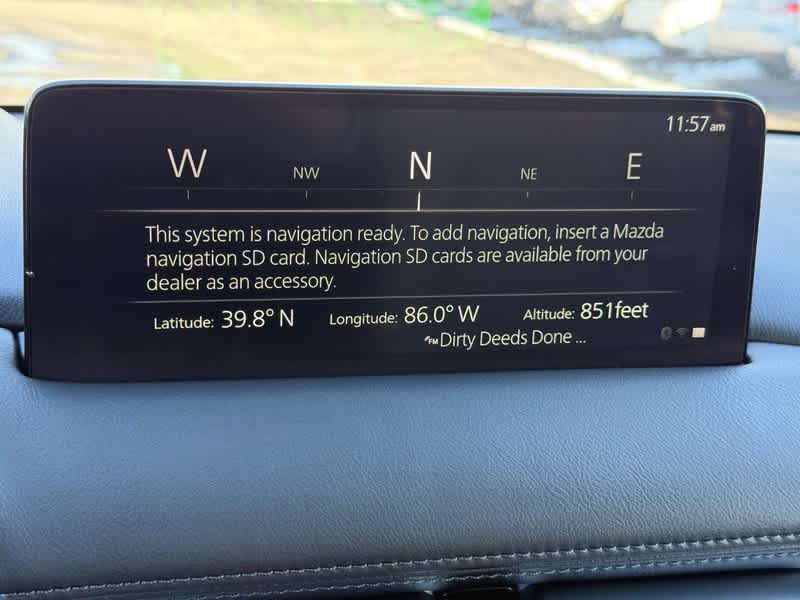 11:57am
W NW N NE E
This system is navigation ready. To add navigation, insert a Mazda
navigation SD card. Navigation SD cards are available from your
dealer as an accessory.
Latitude: 39.8° N Longitude: 86.0° W Altitude: 851feet
FM Dirty Deeds Done ...